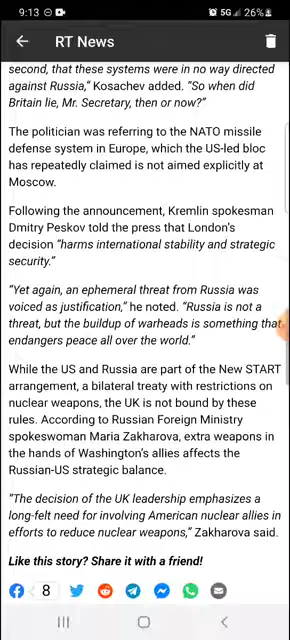 9:13 5G 26%
RT News
second, that these systems were in no way directed
against Russia," Kosachev added. "So when did
Britain lie, Mr. Secretary, then or now?"
The politician was referring to the NATO missile
defense system in Europe, which the US-led bloc
has repeatedly claimed is not aimed explicitly at
Moscow.
Following the announcement, Kremlin spokesman
Dmitry Peskov told the press that London's
decision "harms international stability and strategic
security."
"Yet again, an ephemeral threat from Russia was
voiced as justification," he noted. "Russia is not a
threat, but the buildup of warheads is something that
endangers peace all over the world."
While the US and Russia are part of the New START
arrangement, a bilateral treaty with restrictions on
nuclear weapons, the UK is not bound by these
rules. According to Russian Foreign Ministry
spokeswoman Maria Zakharova, extra weapons in
the hands of Washington's allies affects the
Russian-US strategic balance.
"The decision of the UK leadership emphasizes a
long-felt need for involving American nuclear allies in
efforts to reduce nuclear weapons," Zakharova said.
Like this story? Share it with a friend!
8